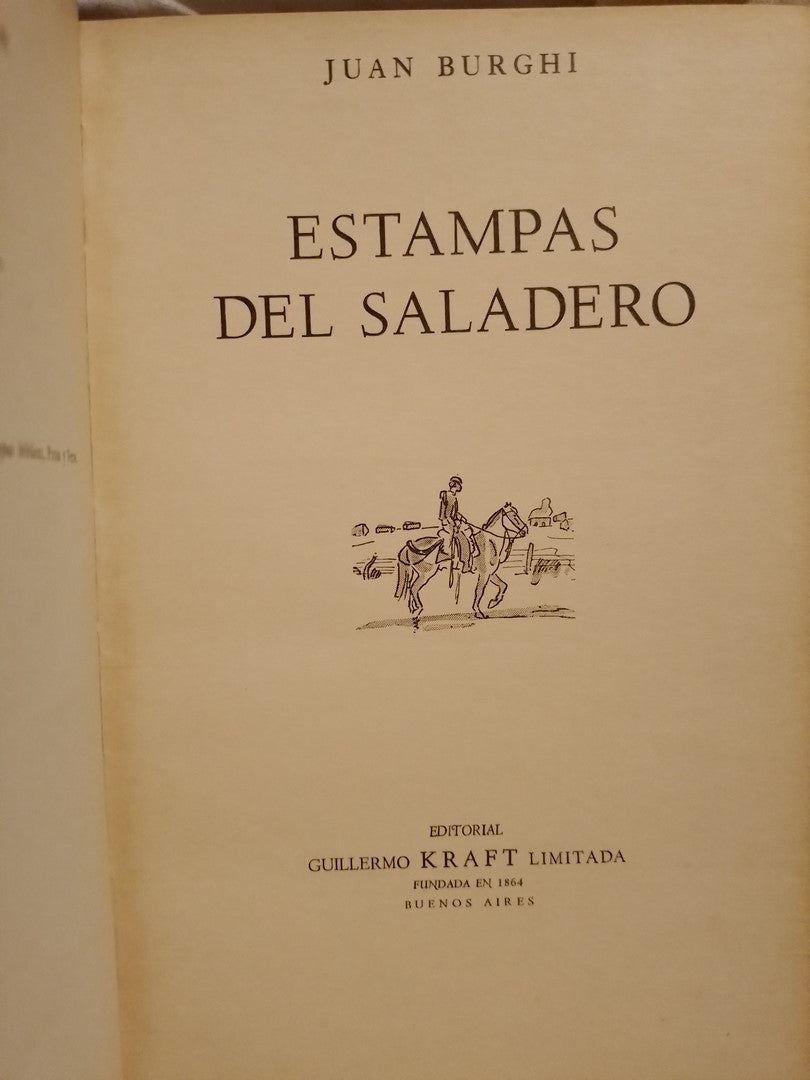 JUAN BURGHI
ESTAMPAS
DEL SALADERO
EDITORIAL
GUILLERMO KRAFT LIMITADA
FUNDADA EN 1864
BUENOS AIRES